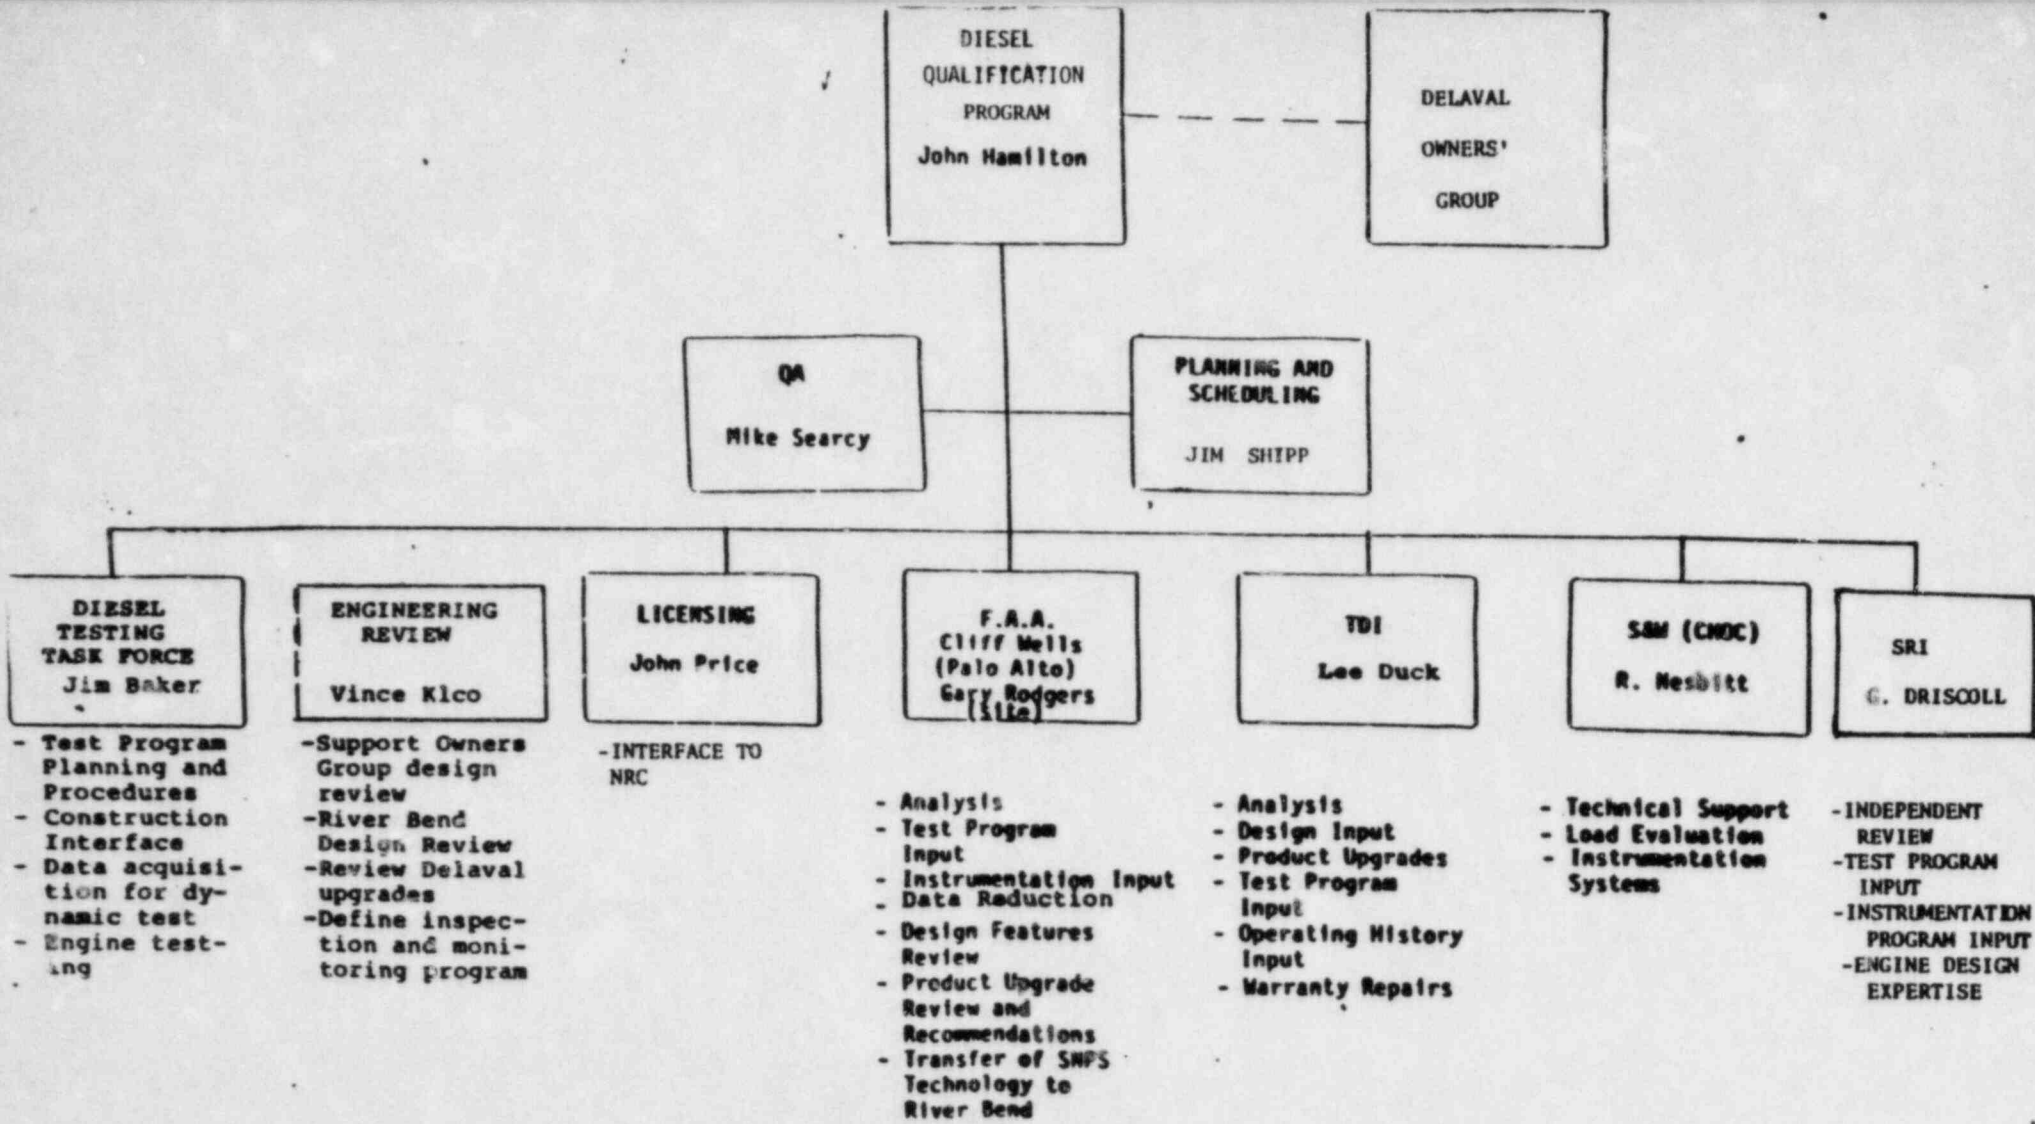 DIESEL
QUALIFICATION
PROGRAM
John Hamilton
DELAVAL
OWNERS'
GROUP
QA
Mike Searcy
PLANNING AND
SCHEDULING
JIM SHIPP
DIESEL
TESTING
TASK FORCE
Jim Baker
- Test Program
Planning and
Procedures
- Construction
Interface
- Data acquisi-
tion for dy-
namic test
- Engine test-
ing
ENGINEERING
REVIEW
Vince Klco
-Support Owners
Group design
review
-River Bend
Design Review
-Review Delaval
upgrades
-Define inspec-
tion and moni-
toring program
LICENSING
John Price
-INTERFACE TO
NRC
F.A.A.
Cliff Wells
(Palo Alto)
Gary Rodgers
(Site)
- Analysis
- Test Program
Input
- Instrumentation Input
- Data Reduction
- Design Features
Review
- Product Upgrade
Review and
Recommendations
- Transfer of SNPS
Technology to
River Bend
TDI
Lee Duck
- Analysis
- Design Input
- Product Upgrades
- Test Program
Input
- Operating History
Input
- Warranty Repairs
S&W (CHOC)
R. Nesbitt
- Technical Support
- Load Evaluation
- Instrumentation
Systems
SRI
G. DRISCOLL
-INDEPENDENT
REVIEW
-TEST PROGRAM
INPUT
-INSTRUMENTATION
PROGRAM INPUT
-ENGINE DESIGN
EXPERTISE